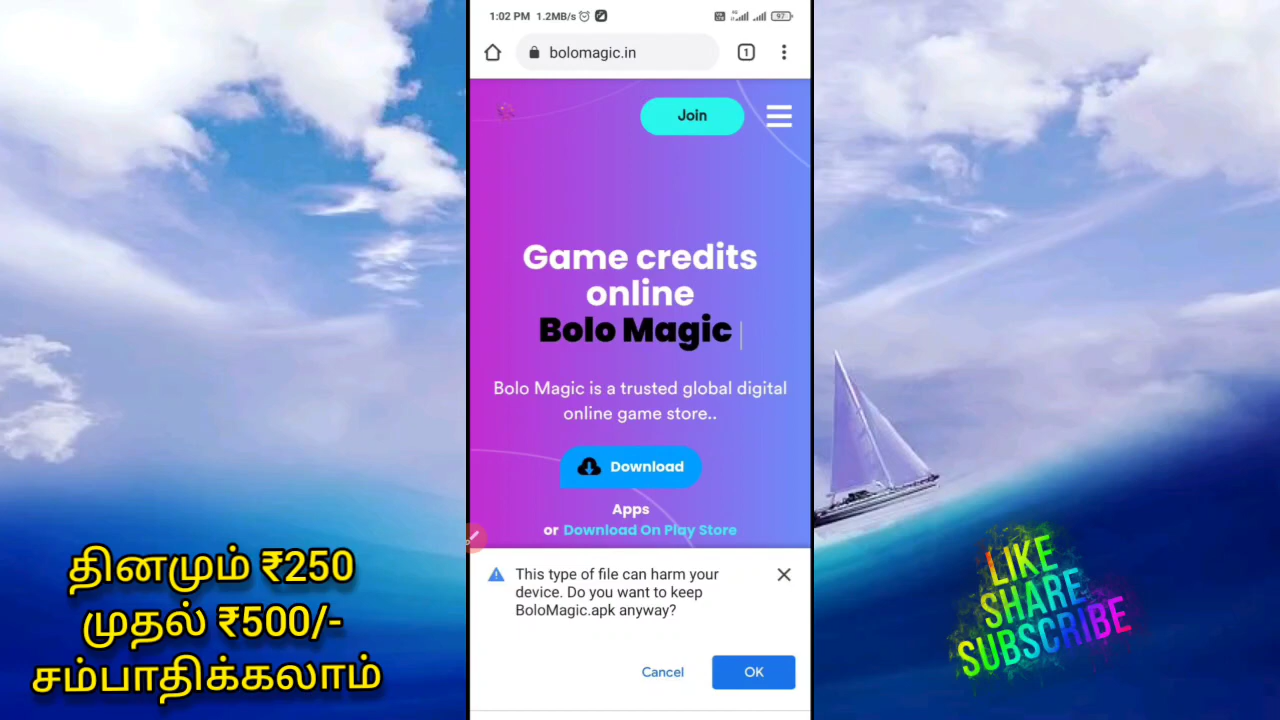 1:02 PM 1.2MB/s
4G
97
bolomagic.in
1
Join
Game credits
online
Bolo Magic
Bolo Magic is a trusted global digital
online game store..
Download
Apps
or Download On Play Store
This type of file can harm your
device. Do you want to keep
BoloMagic.apk anyway?
Cancel
OK
தினமும் ₹250
முதல் ₹500/-
சம்பாதிக்கலாம்
LIKE
SHARE
SUBSCRIBE